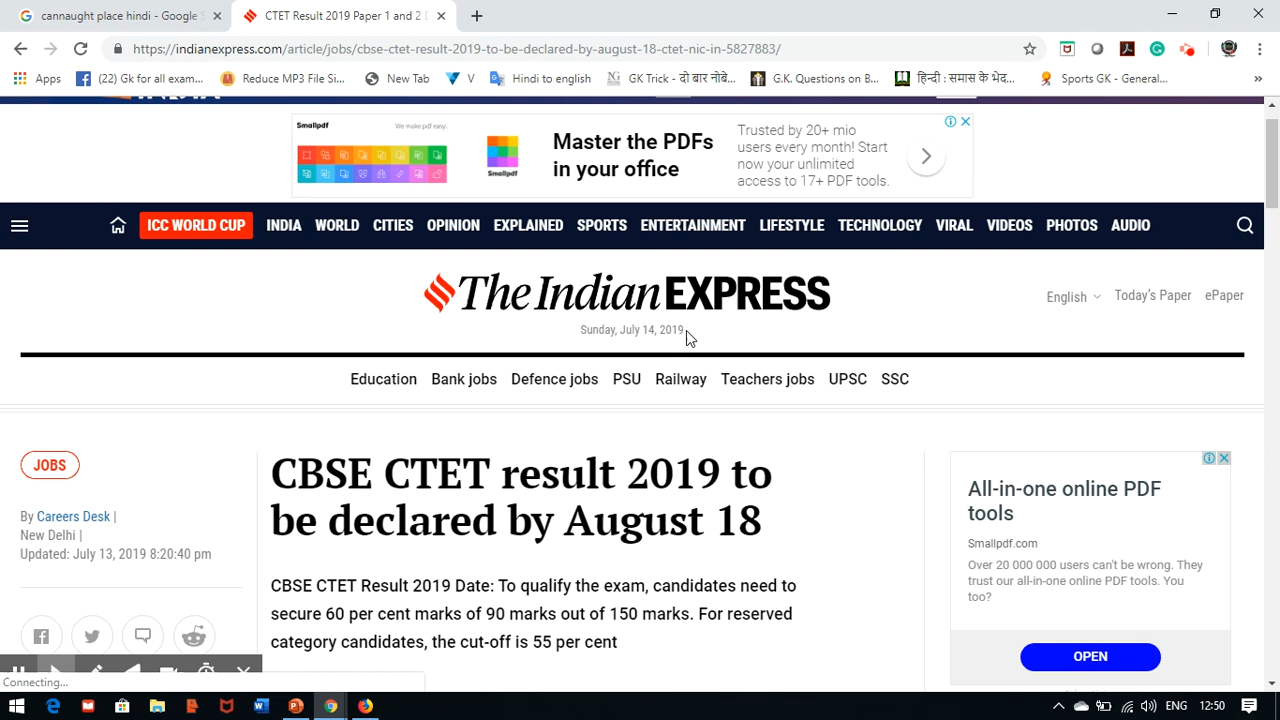 cannaught place hindi - Google S
CTET Result 2019 Paper 1 and 2 D
https://indianexpress.com/article/jobs/cbse-ctet-result-2019-to-be-declared-by-august-18-ctet-nic-in-5827883/
Apps
(22) Gk for all exam...
Reduce MP3 File Si...
New Tab
V
Hindi to english
GK Trick - दो बार नोबे...
G.K. Questions on B...
हिन्दी : समास के भेद...
Sports GK - General...
»
Smallpdf
We make pdf easy.
Smallpdf
Master the PDFs
in your office
Trusted by 20+ mio
users every month! Start
now your unlimited
access to 17+ PDF tools.
ICC WORLD CUP INDIA WORLD CITIES OPINION EXPLAINED SPORTS ENTERTAINMENT LIFESTYLE TECHNOLOGY VIRAL VIDEOS PHOTOS AUDIO
The Indian EXPRESS
Sunday, July 14, 2019
English Today's Paper ePaper
Education Bank jobs Defence jobs PSU Railway Teachers jobs UPSC SSC
JOBS
By Careers Desk |
New Delhi |
Updated: July 13, 2019 8:20:40 pm
CBSE CTET result 2019 to
be declared by August 18
CBSE CTET Result 2019 Date: To qualify the exam, candidates need to
secure 60 per cent marks of 90 marks out of 150 marks. For reserved
category candidates, the cut-off is 55 per cent
All-in-one online PDF
tools
Smallpdf.com
Over 20 000 000 users can't be wrong. They
trust our all-in-one online PDF tools. You
too?
OPEN
Connecting...
ENG 12:50